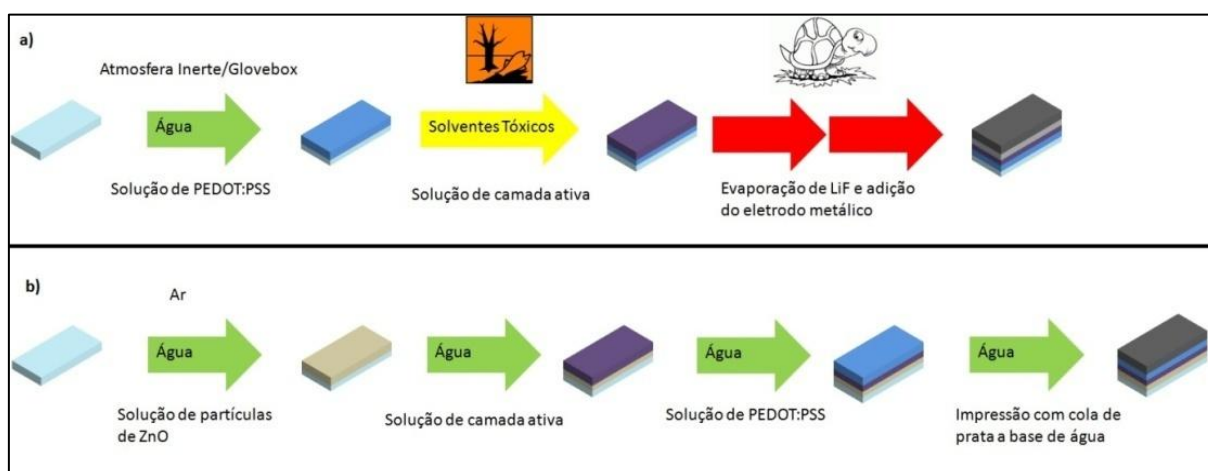 a)
Atmosfera Inerte/Glovebox
Água
Solução de PEDOT:PSS
Solventes Tóxicos
Solução de camada ativa
Evaporação de LiF e adição
do eletrodo metálico
b)
Ar
Água
Solução de partículas
de ZnO
Água
Solução de camada ativa
Água
Solução de PEDOT:PSS
Água
Impressão com cola de
prata a base de água